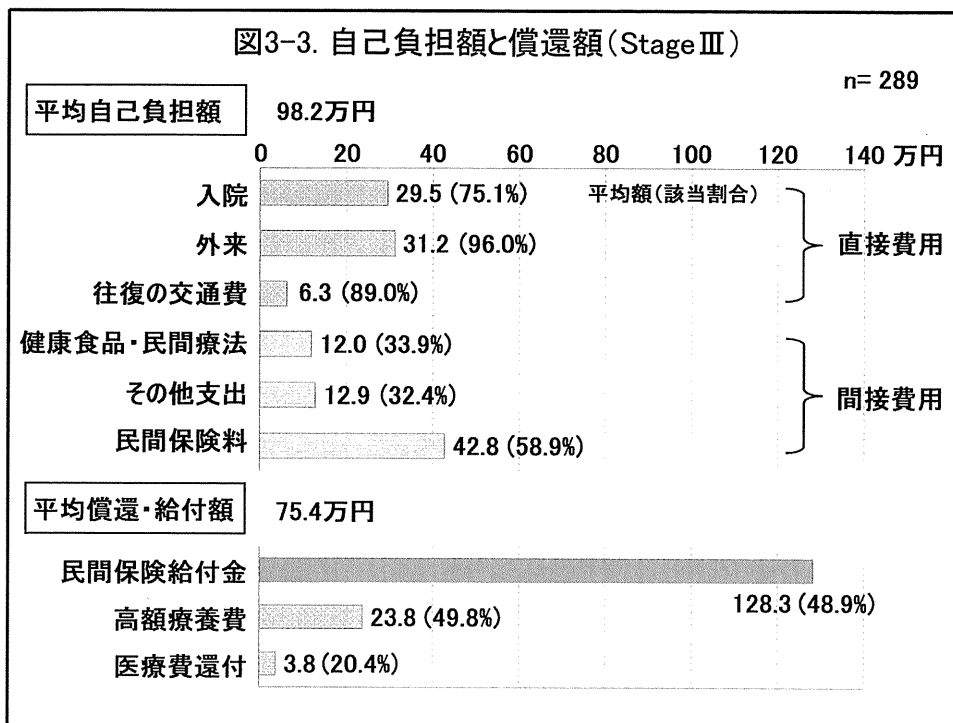 図3-3. 自己負担額と償還額(StageⅢ)
n= 289
平均自己負担額 98.2万円
0 20 40 60 80 100 120 140 万円
入院 29.5 (75.1%) 平均額(該当割合)
外来 31.2 (96.0%) 直接費用
往復の交通費 6.3 (89.0%)
健康食品・民間療法 12.0 (33.9%)
その他支出 12.9 (32.4%) 間接費用
民間保険料 42.8 (58.9%)
平均償還・給付額 75.4万円
民間保険給付金 128.3 (48.9%)
高額療養費 23.8 (49.8%)
医療費還付 3.8 (20.4%)